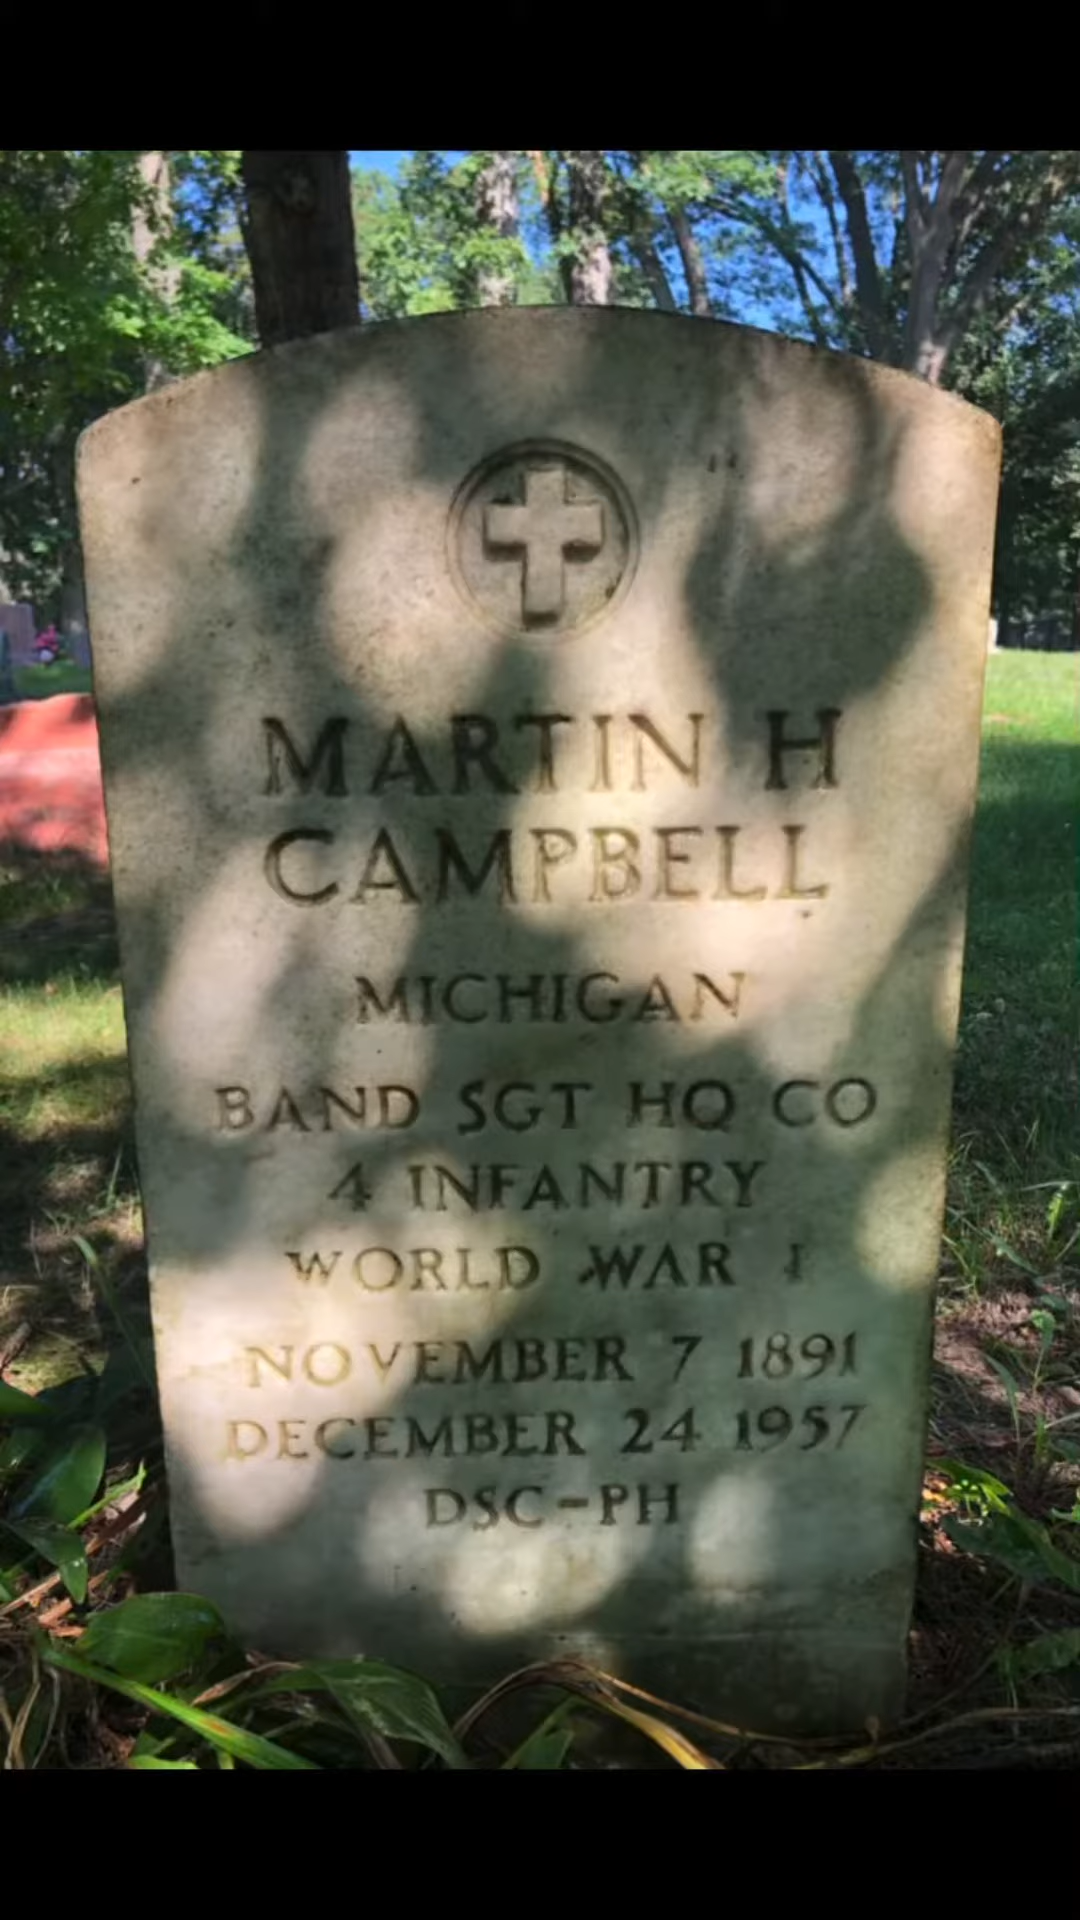 MARTIN H
CAMPBELL
MICHIGAN
BAND SGT HQ CO
4 INFANTRY
WORLD WAR I
NOVEMBER 7 1891
DECEMBER 24 1957
DSC-PH